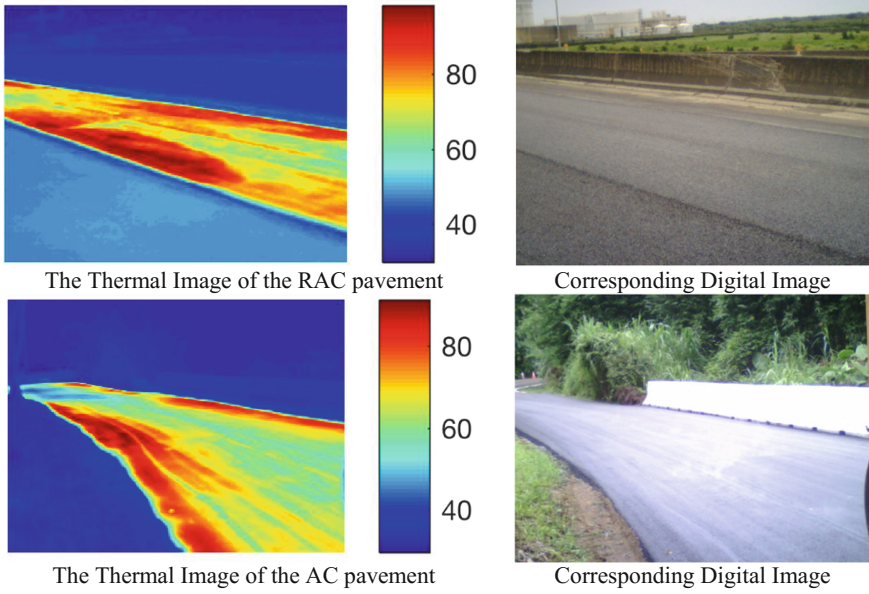 80
60
40
The Thermal Image of the RAC pavement
Corresponding Digital Image
80
60
40
The Thermal Image of the AC pavement
Corresponding Digital Image